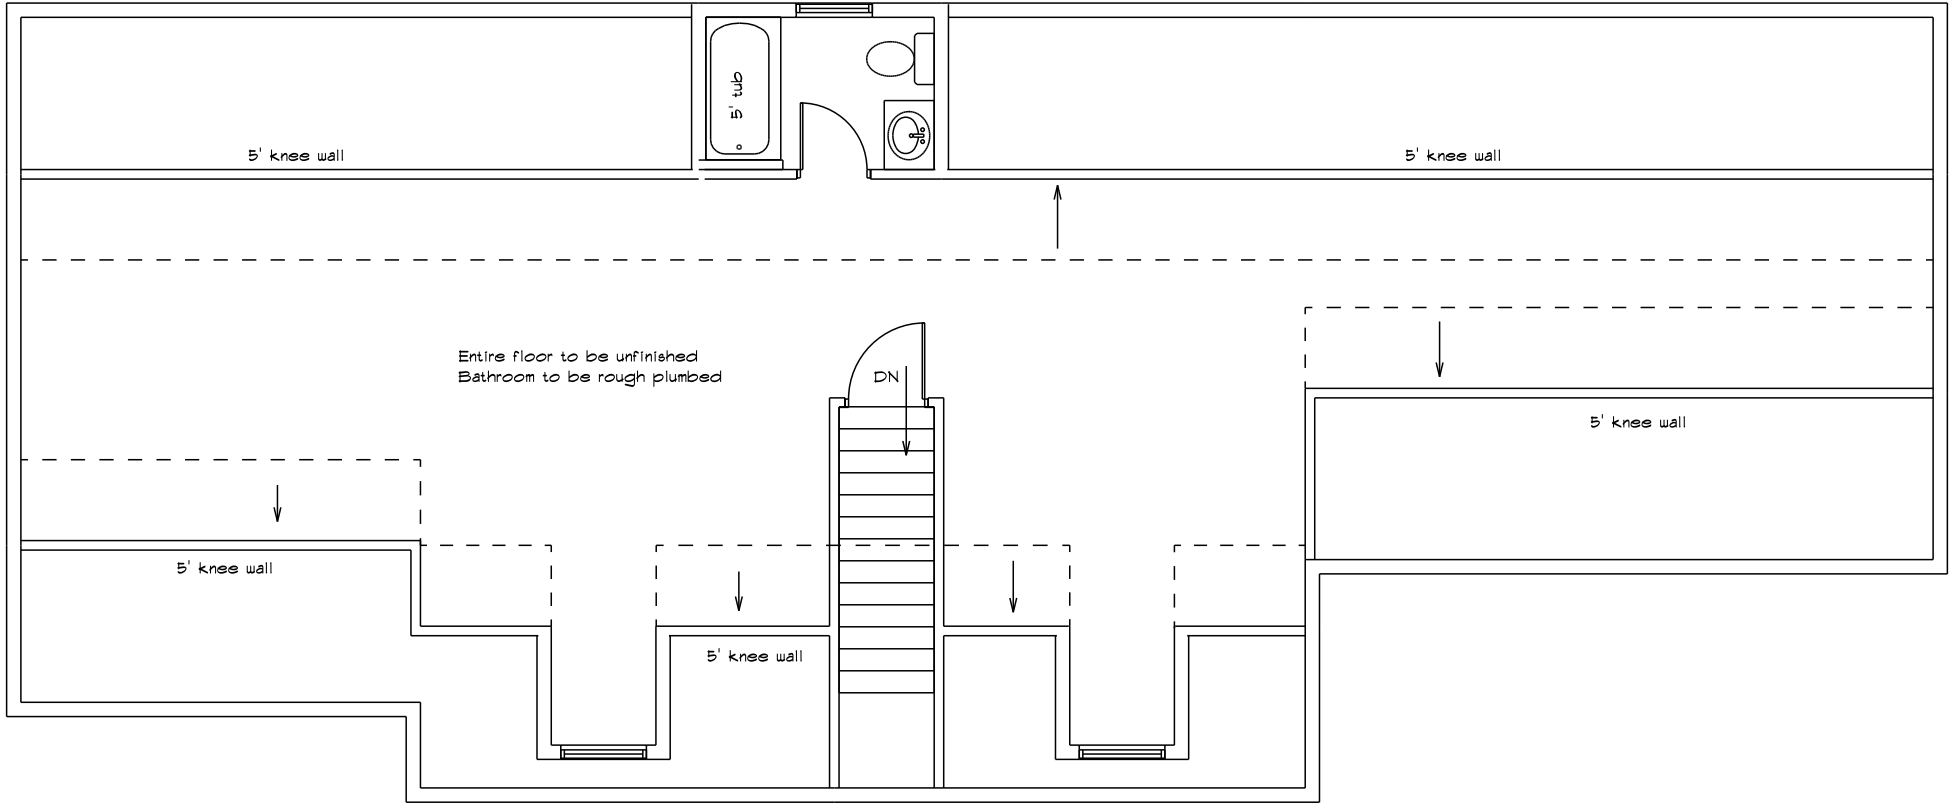 5' tub
5' knee wall
5' knee wall
Entire floor to be unfinished
Bathroom to be rough plumbed
DN
5' knee wall
5' knee wall
5' knee wall